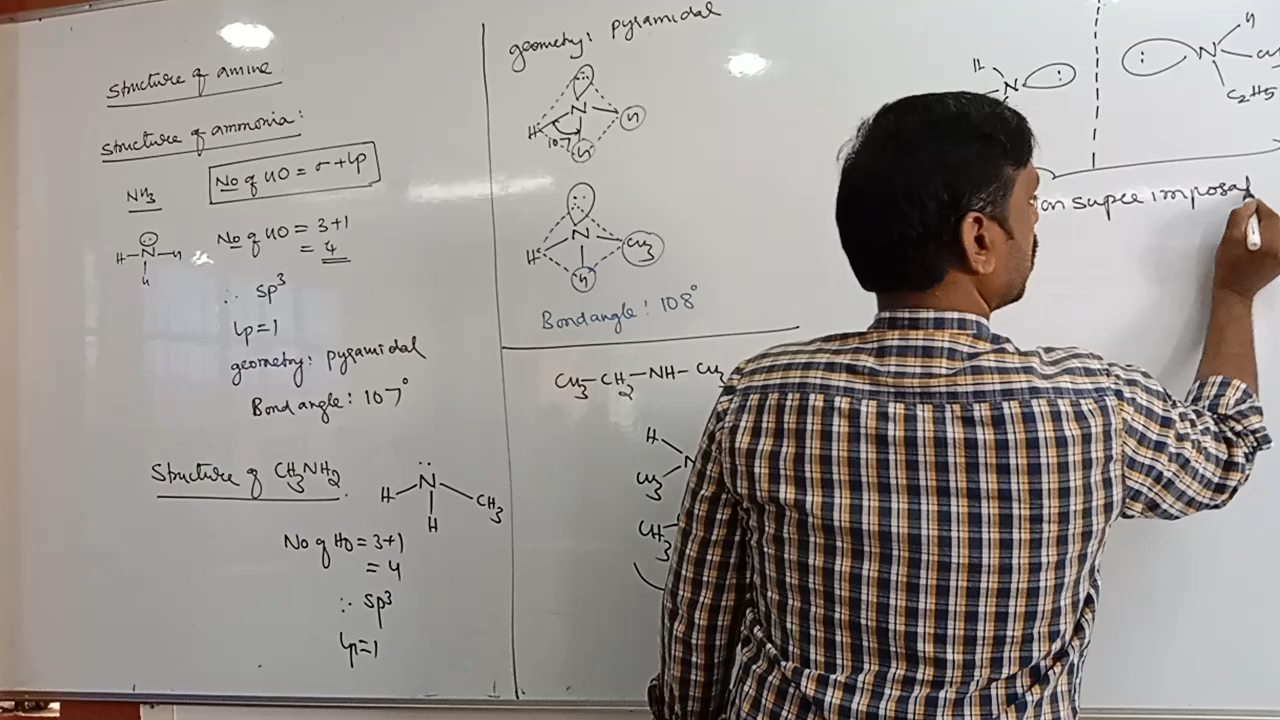 Structure of amine
Structure of ammonia:
NH3
No of HO = σ + lp
H-N-H
H
No of HO = 3+1
= 4
∴ sp3
lp=1
geometry: pyramidal
Bond angle: 107°
Structure of CH3NH2
H N CH3
H
No of HO = 3+1
= 4
∴ sp3
lp=1
geometry: pyramidal
N
H H
107
H
N
H CH3
H
Bond angle: 108°
CH3-CH2-NH-CH3
H
N
CH3
CH3
H N
N H
C2H5
on supee imposa